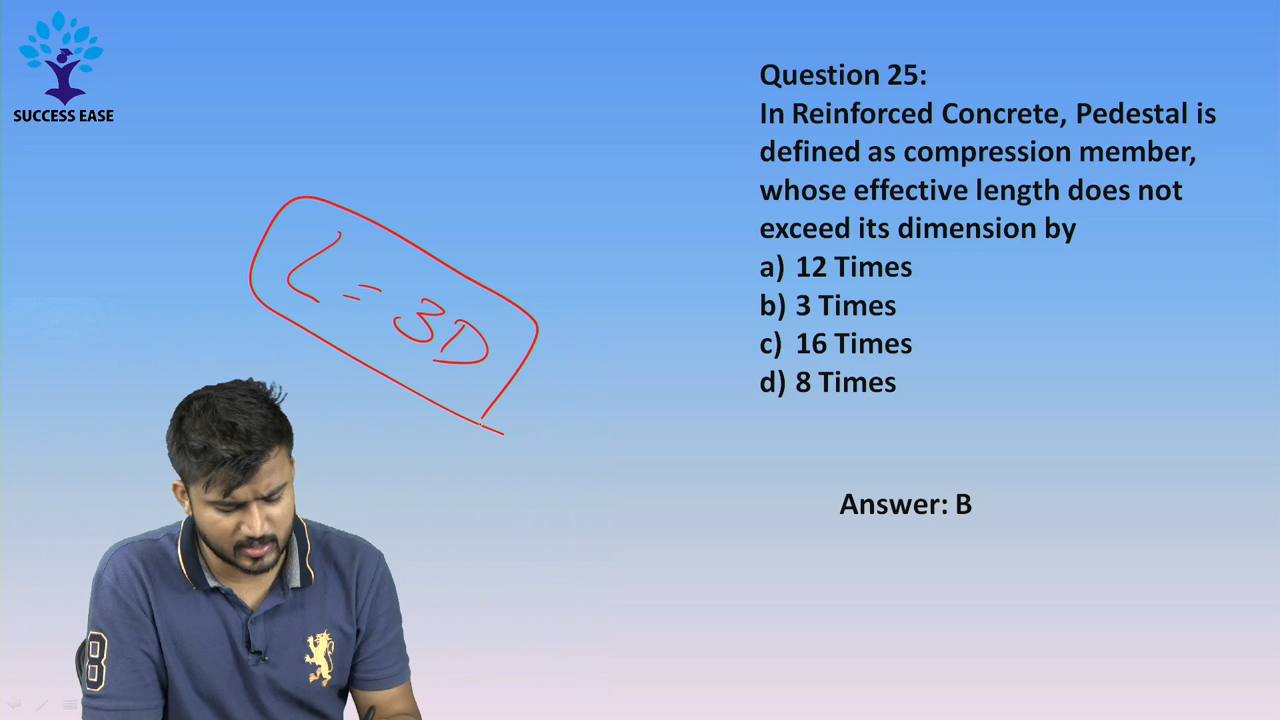 SUCCESS EASE
Question 25:
In Reinforced Concrete, Pedestal is
defined as compression member,
whose effective length does not
exceed its dimension by
a) 12 Times
b) 3 Times
c) 16 Times
d) 8 Times
Answer: B
L = 3D
8